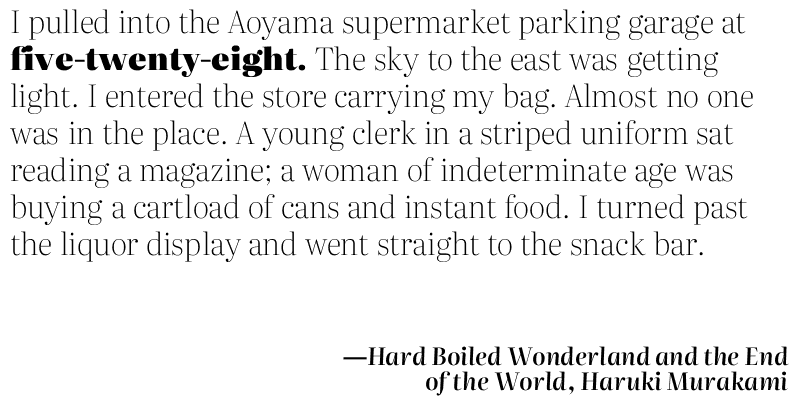 I pulled into the Aoyama supermarket parking garage at
five-twenty-eight. The sky to the east was getting
light. I entered the store carrying my bag. Almost no one
was in the place. A young clerk in a striped uniform sat
reading a magazine; a woman of indeterminate age was
buying a cartload of cans and instant food. I turned past
the liquor display and went straight to the snack bar.
—Hard Boiled Wonderland and the End
of the World, Haruki Murakami